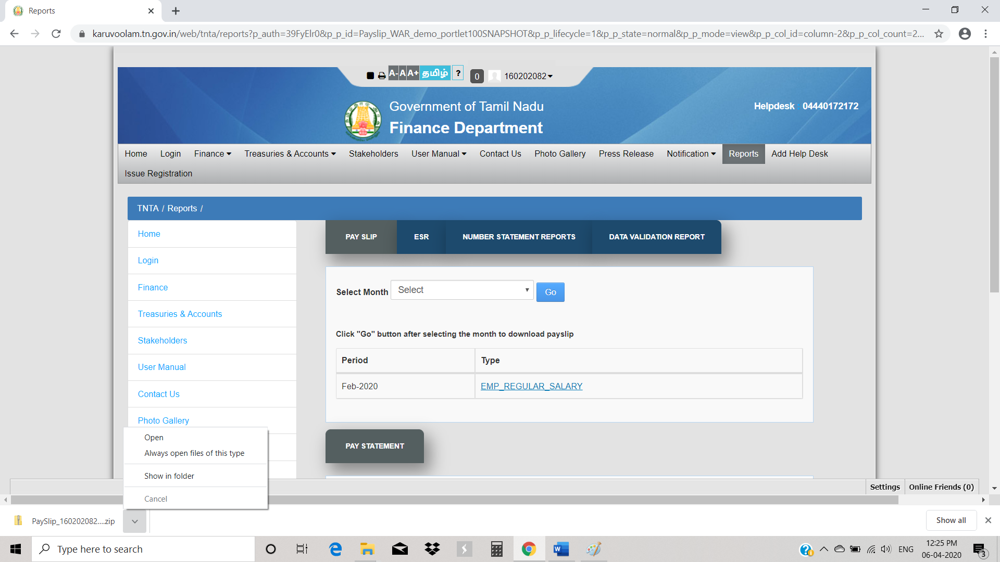 Reports
karuvoolam.tn.gov.in/web/tnta/reports?p_auth=39FyElr0&p_p_id=Payslip_WAR_demo_portlet100SNAPSHOT&p_p_lifecycle=1&p_p_state=normal&p_p_mode=view&p_p_col_id=column-2&p_p_col_count=2...
A- A A+ தமிழ் ? 0 160202082
Government of Tamil Nadu
Finance Department
Helpdesk 04440172172
Home Login Finance Treasuries & Accounts Stakeholders User Manual Contact Us Photo Gallery Press Release Notification Reports Add Help Desk
Issue Registration
TNTA / Reports /
Home
Login
Finance
Treasuries & Accounts
Stakeholders
User Manual
Contact Us
Photo Gallery
PAY SLIP ESR NUMBER STATEMENT REPORTS DATA VALIDATION REPORT
Select Month Select Go
Click "Go" button after selecting the month to download payslip
Period Type
Feb-2020 EMP_REGULAR_SALARY
PAY STATEMENT
Open
Always open files of this type
Show in folder
Cancel
Settings Online Friends (0)
PaySlip_160202082....zip
Show all
Type here to search
ENG
12:25 PM
06-04-2020
3